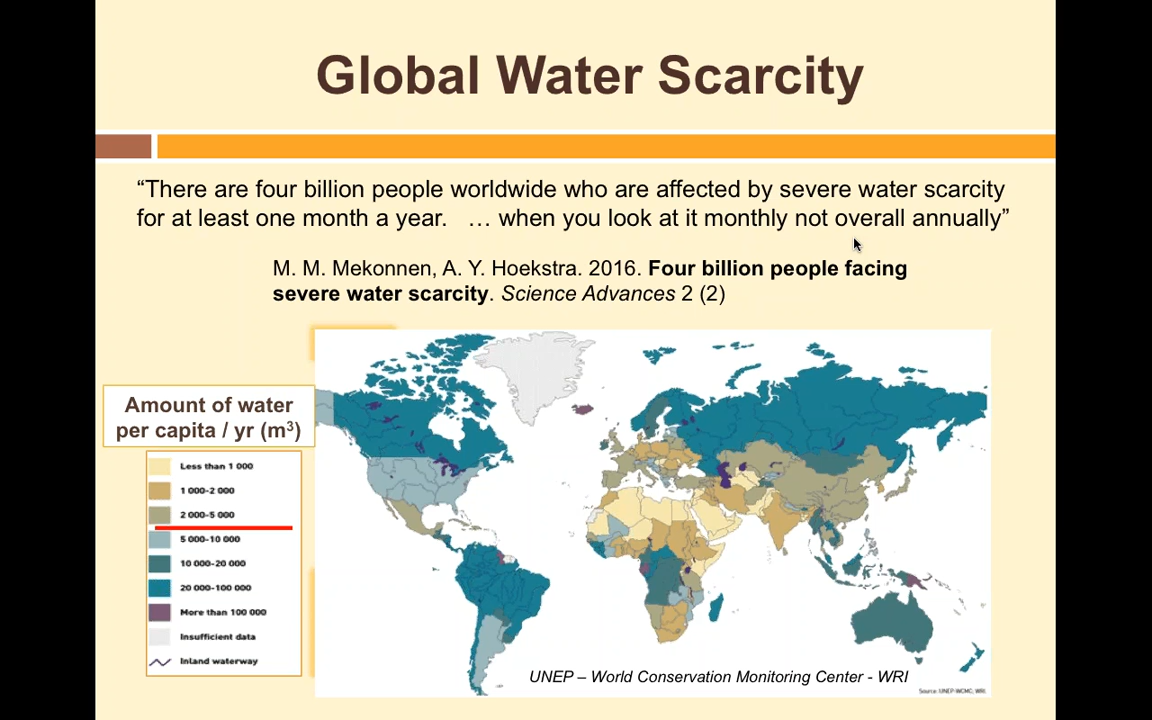 Global Water Scarcity
“There are four billion people worldwide who are affected by severe water scarcity
for at least one month a year. … when you look at it monthly not overall annually”
M. M. Mekonnen, A. Y. Hoekstra. 2016. Four billion people facing
severe water scarcity. Science Advances 2 (2)
Amount of water
per capita / yr (m³)
Less than 1 000
1 000-2 000
2 000-5 000
5 000-10 000
10 000-20 000
20 000-100 000
More than 100 000
Insufficient data
Inland waterway
UNEP – World Conservation Monitoring Center - WRI
Source: UNEP-WCMC; WRI.